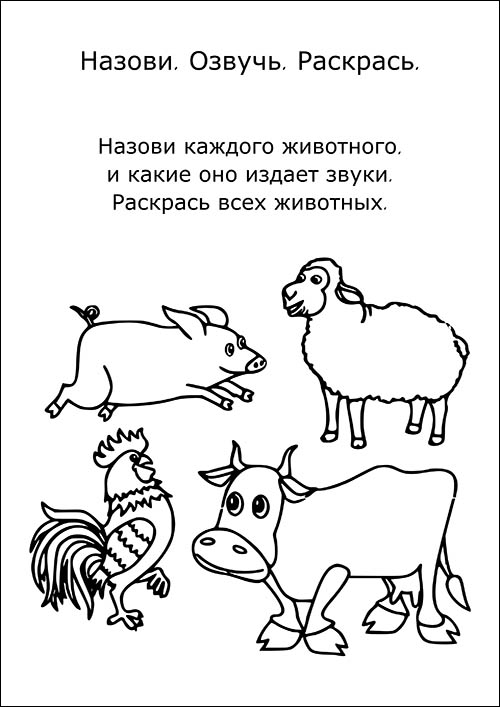 Назови. Озвучь. Раскрась.
Назови каждого животного,
и какие оно издает звуки.
Раскрась всех животных.